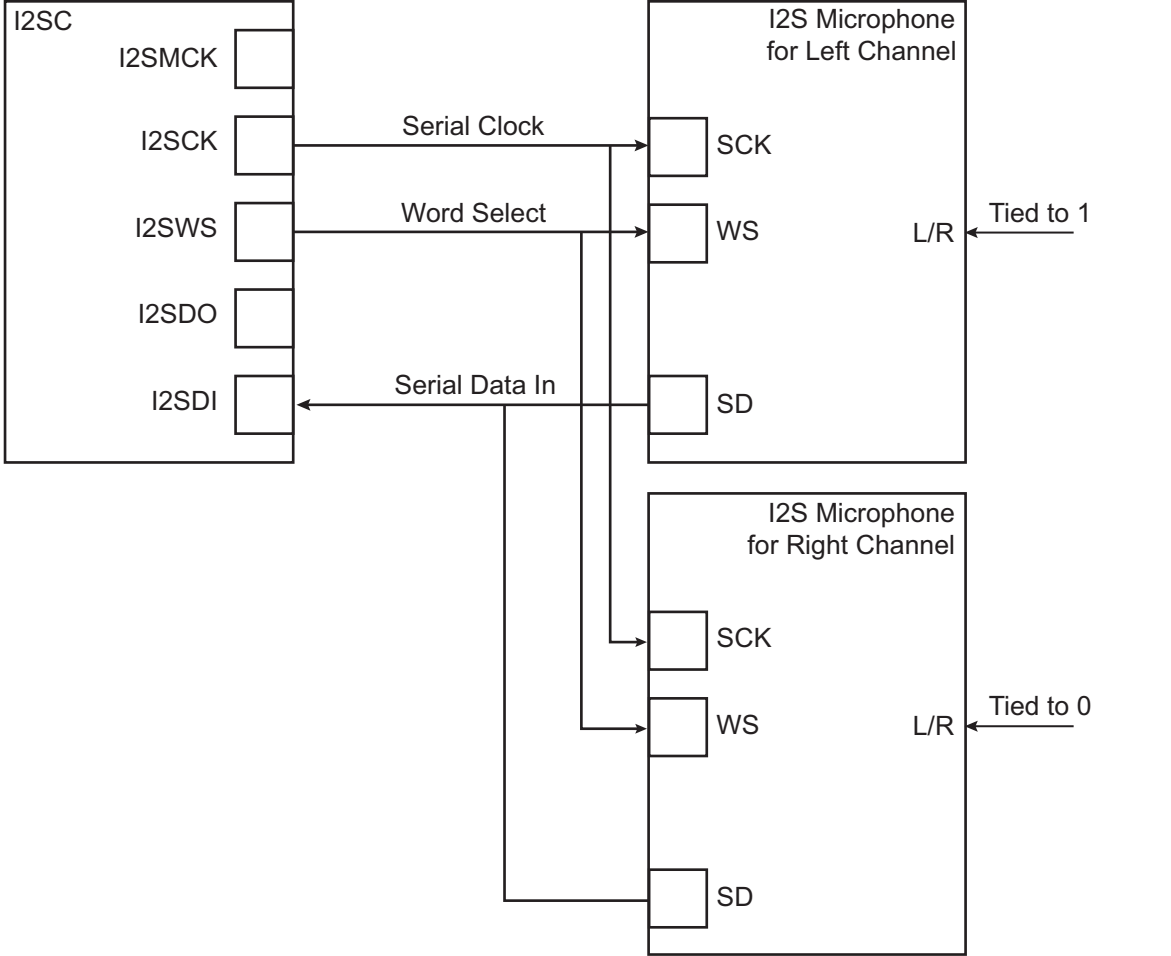 I2SC
I2SMCK
I2SCK
I2SWS
I2SDO
I2SDI
Serial Clock
Word Select
Serial Data In
I2S Microphone
for Left Channel
SCK
WS
L/R
Tied to 1
SD
I2S Microphone
for Right Channel
SCK
WS
L/R
Tied to 0
SD